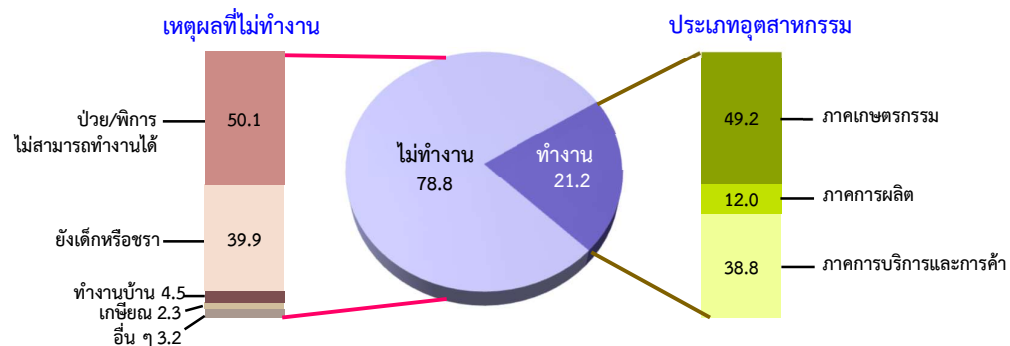 เหตุผลที่ไม่ทำงาน
ป่วย/พิการ
ไม่สามารถทำงานได้
50.1
ยังเด็กหรือชรา
39.9
ทำงานบ้าน 4.5
เกษียณ 2.3
อื่น ๆ 3.2
ไม่ทำงาน
78.8
ทำงาน
21.2
ประเภทอุตสาหกรรม
49.2
ภาคเกษตรกรรม
12.0
ภาคการผลิต
38.8
ภาคการบริการและการค้า